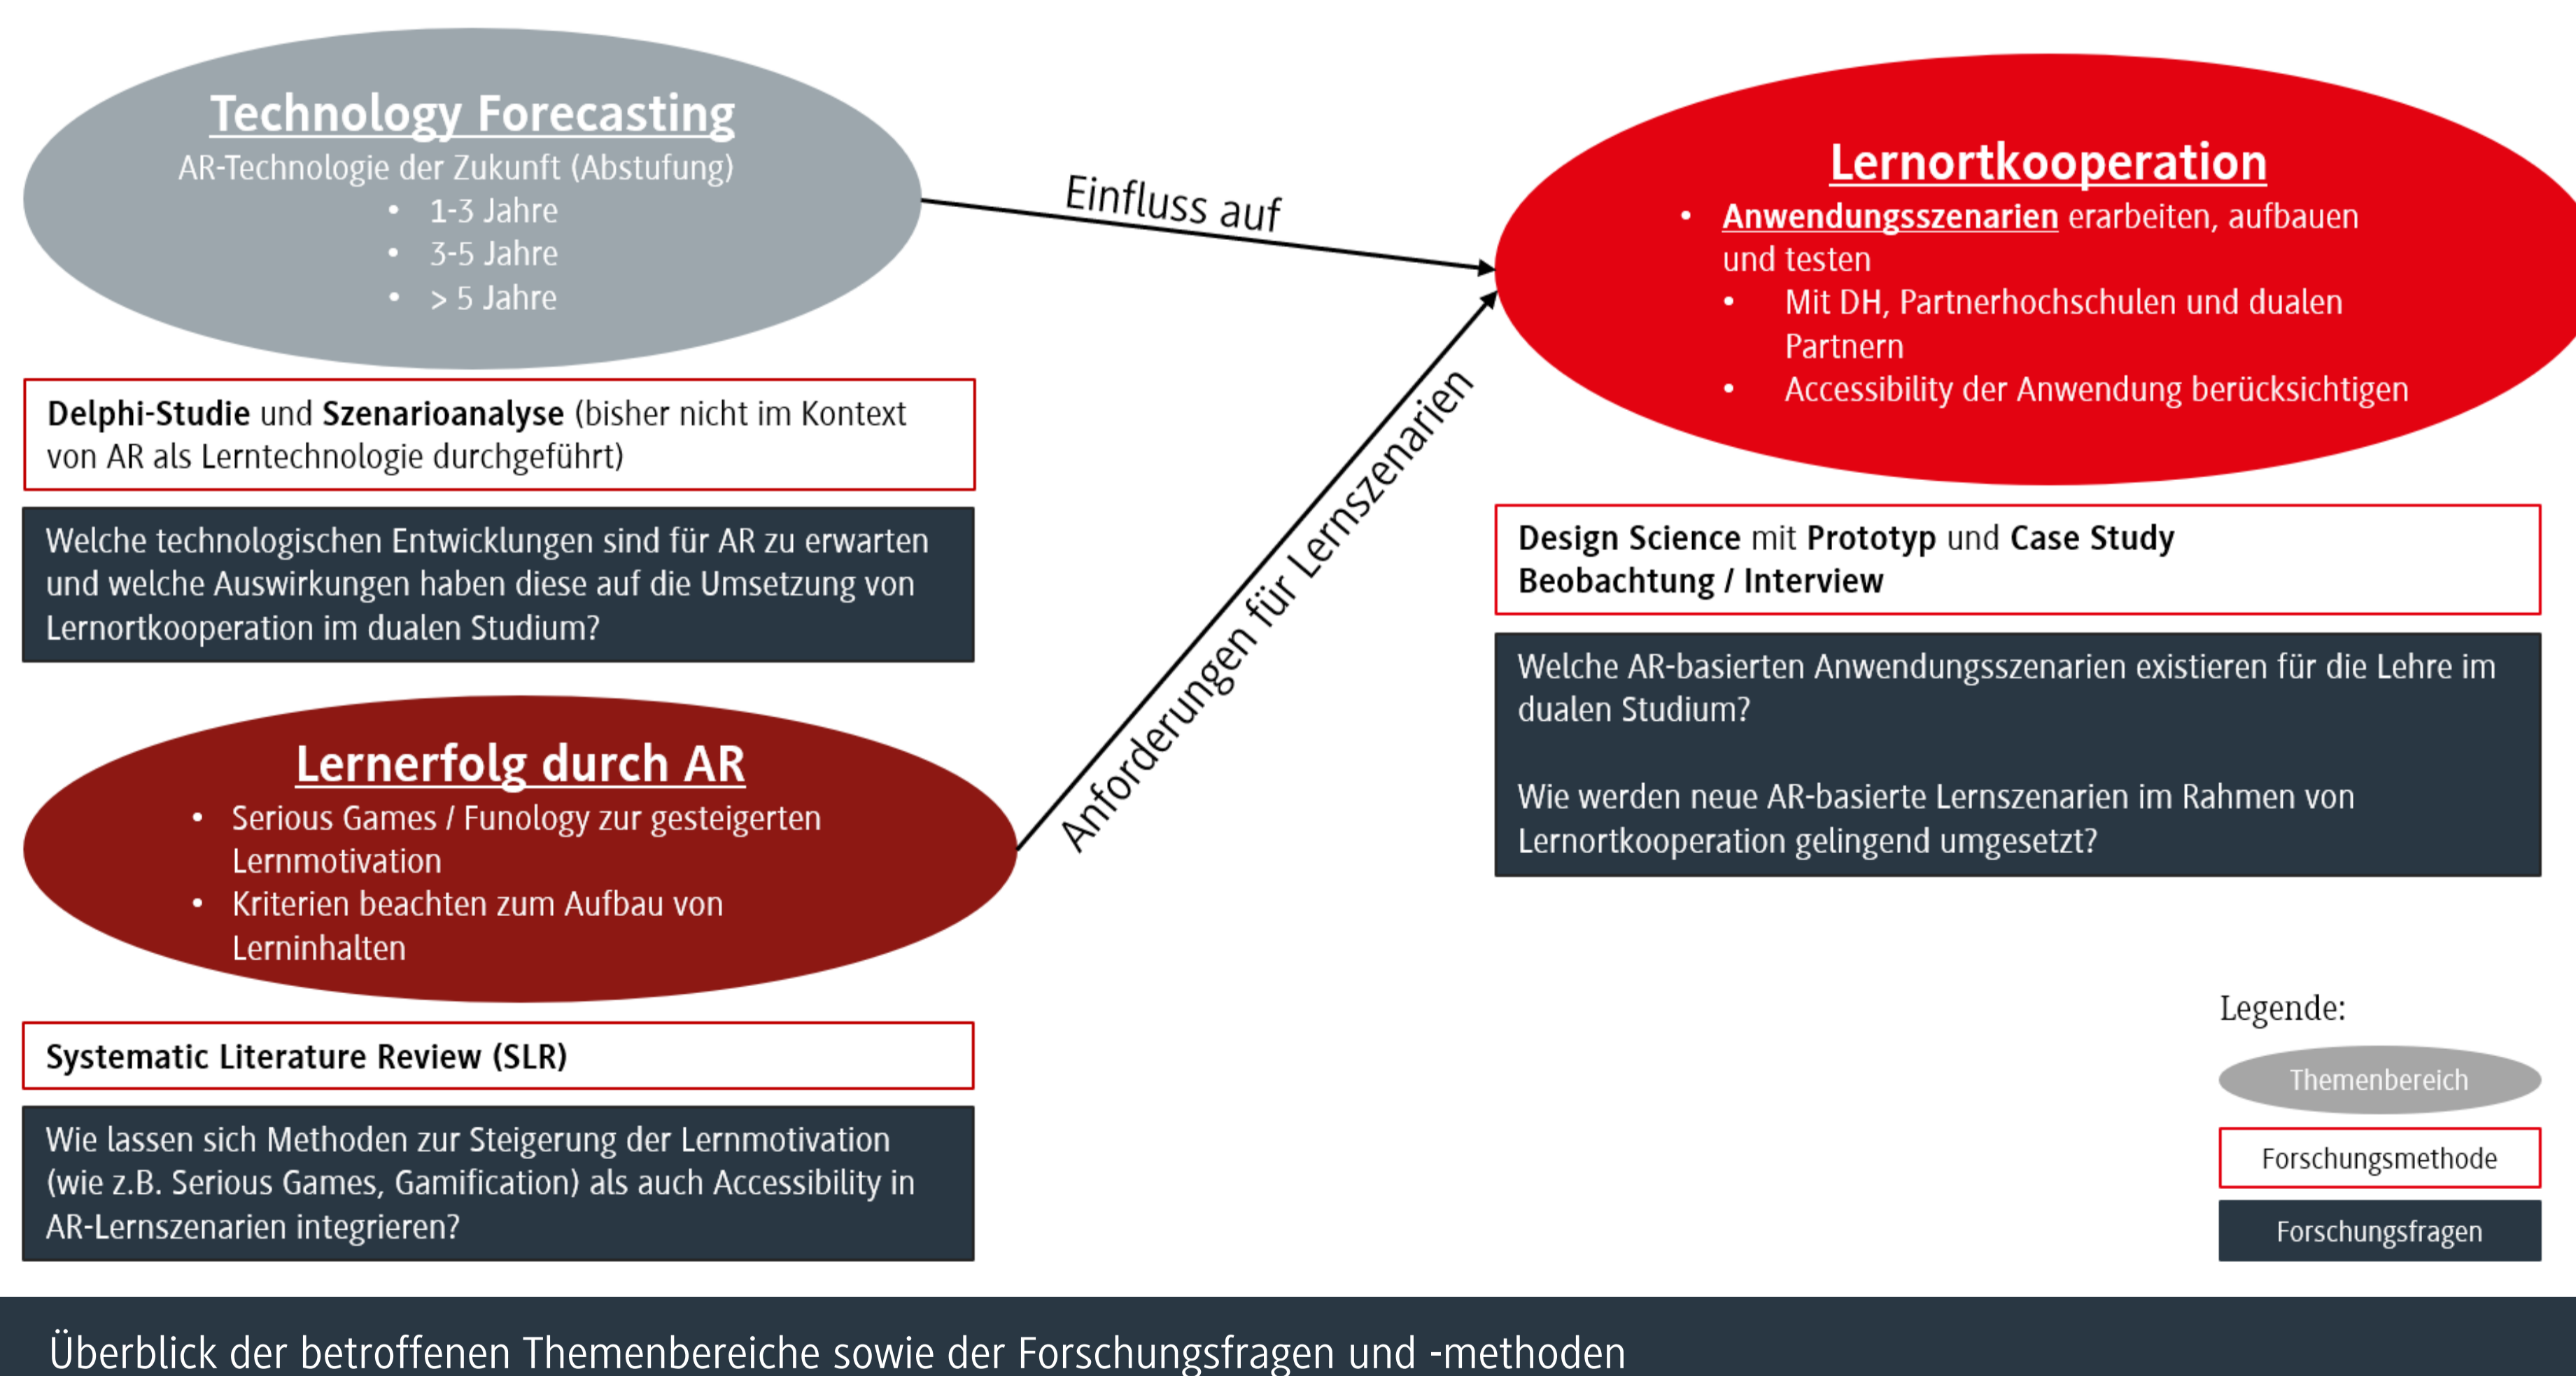 Technology Forecasting
AR-Technologie der Zukunft (Abstufung)
• 1-3 Jahre
• 3-5 Jahre
• > 5 Jahre
Delphi-Studie und Szenarioanalyse (bisher nicht im Kontext
von AR als Lerntechnologie durchgeführt)
Welche technologischen Entwicklungen sind für AR zu erwarten
und welche Auswirkungen haben diese auf die Umsetzung von
Lernortkooperation im dualen Studium?
Lernerfolg durch AR
• Serious Games / Funology zur gesteigerten
Lernmotivation
• Kriterien beachten zum Aufbau von
Lerninhalten
Systematic Literature Review (SLR)
Wie lassen sich Methoden zur Steigerung der Lernmotivation
(wie z.B. Serious Games, Gamification) als auch Accessibility in
AR-Lernszenarien integrieren?
Einfluss auf
Anforderungen für Lernszenarien
Lernortkooperation
• Anwendungsszenarien erarbeiten, aufbauen
und testen
• Mit DH, Partnerhochschulen und dualen
Partnern
• Accessibility der Anwendung berücksichtigen
Design Science mit Prototyp und Case Study
Beobachtung / Interview
Welche AR-basierten Anwendungsszenarien existieren für die Lehre im
dualen Studium?
Wie werden neue AR-basierte Lernszenarien im Rahmen von
Lernortkooperation gelingend umgesetzt?
Legende:
Themenbereich
Forschungsmethode
Forschungsfragen
Überblick der betroffenen Themenbereiche sowie der Forschungsfragen und -methoden